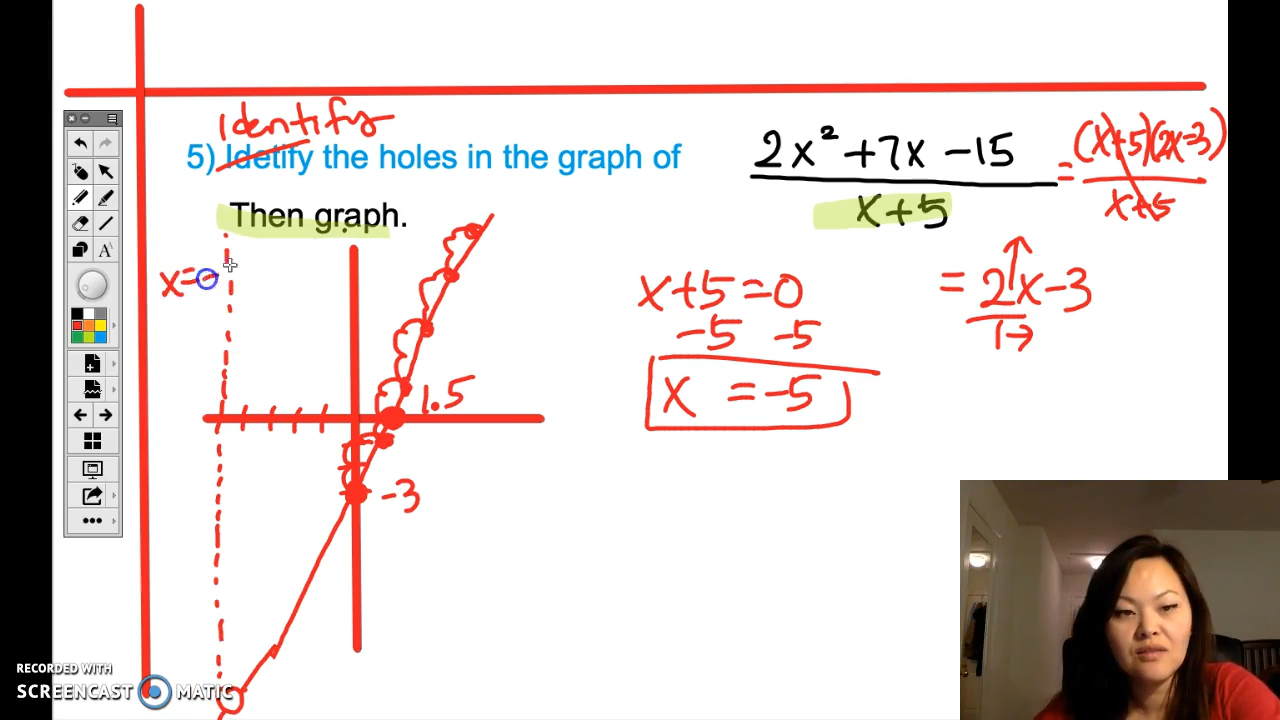 identify
5) Idetify the holes in the graph of
Then graph.
2x² + 7x - 15
x + 5
= (x+5)(2x-3)
x+5
= 2x - 3
1
x+5=0
-5 -5
x = -5
x=-
1.5
-3
A
RECORDED WITH
SCREENCAST MATIC